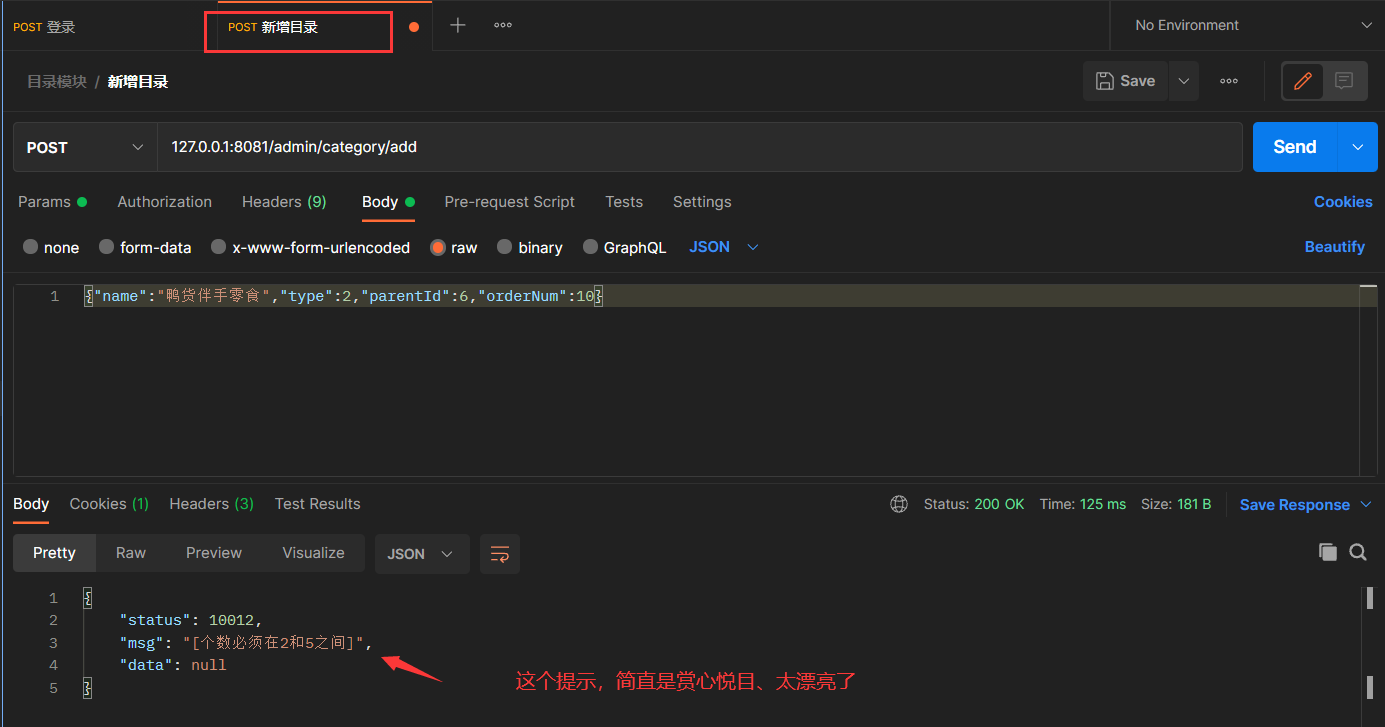 POST 登录 POST 新增目录 No Environment
目录模块 / 新增目录 Save
POST 127.0.0.1:8081/admin/category/add Send
Params Authorization Headers (9) Body Pre-request Script Tests Settings Cookies
none form-data x-www-form-urlencoded raw binary GraphQL JSON Beautify
1 {"name":"鸭货伴手零食","type":2,"parentId":6,"orderNum":10}
Body Cookies (1) Headers (3) Test Results Status: 200 OK Time: 125 ms Size: 181 B Save Response
Pretty Raw Preview Visualize JSON
1 {
2 "status": 10012,
3 "msg": "[个数必须在2和5之间]",
4 "data": null
5 }
这个提示，简直是赏心悦目、太漂亮了